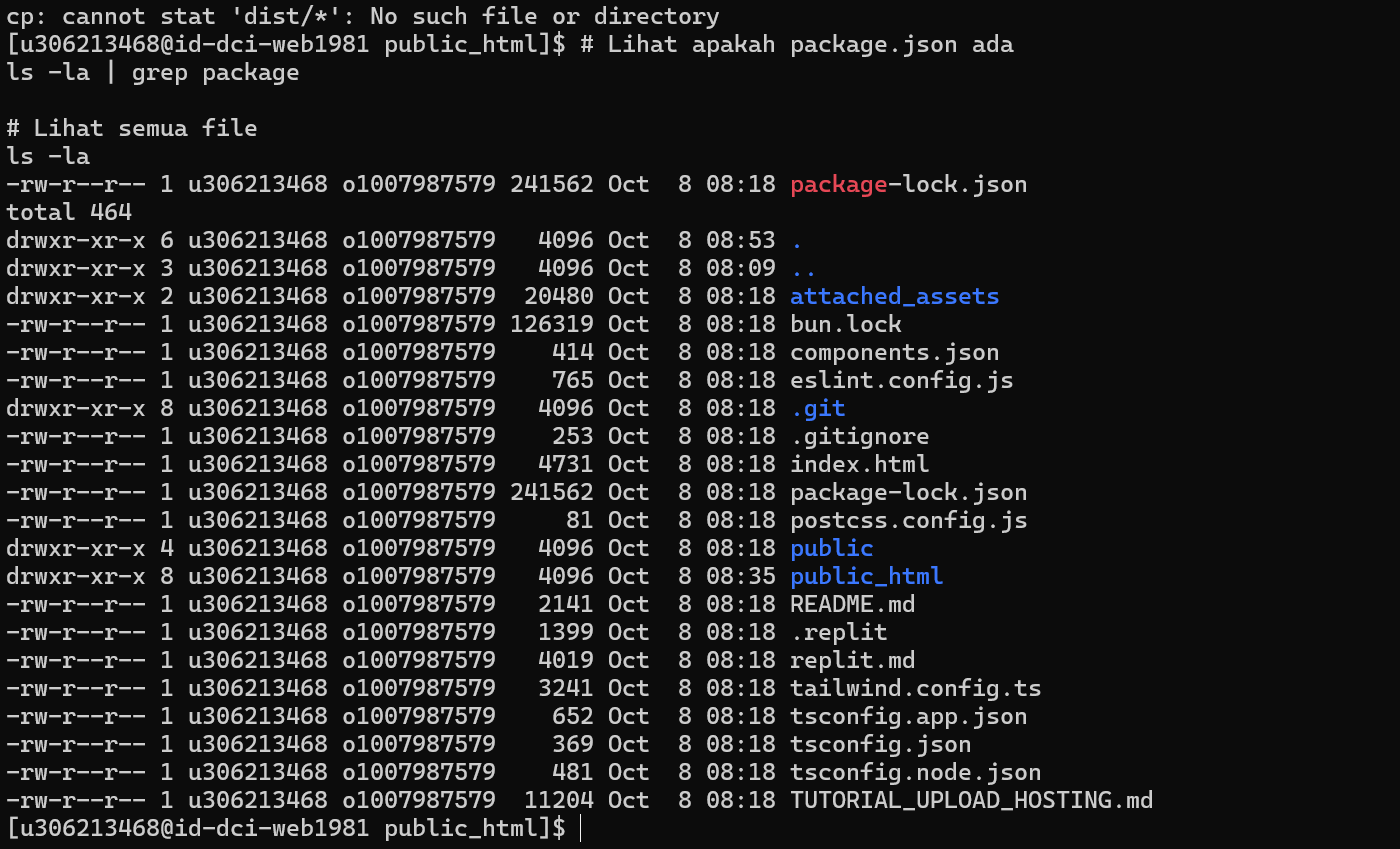 cp: cannot stat 'dist/*': No such file or directory
[u306213468@id-dci-web1981 public_html]$ # Lihat apakah package.json ada
ls -la | grep package

# Lihat semua file
ls -la
-rw-r--r-- 1 u306213468 o1007987579 241562 Oct  8 08:18 package-lock.json
total 464
drwxr-xr-x 6 u306213468 o1007987579   4096 Oct  8 08:53 .
drwxr-xr-x 3 u306213468 o1007987579   4096 Oct  8 08:09 ..
drwxr-xr-x 2 u306213468 o1007987579  20480 Oct  8 08:18 attached_assets
-rw-r--r-- 1 u306213468 o1007987579 126319 Oct  8 08:18 bun.lock
-rw-r--r-- 1 u306213468 o1007987579    414 Oct  8 08:18 components.json
-rw-r--r-- 1 u306213468 o1007987579    765 Oct  8 08:18 eslint.config.js
drwxr-xr-x 8 u306213468 o1007987579   4096 Oct  8 08:18 .git
-rw-r--r-- 1 u306213468 o1007987579    253 Oct  8 08:18 .gitignore
-rw-r--r-- 1 u306213468 o1007987579   4731 Oct  8 08:18 index.html
-rw-r--r-- 1 u306213468 o1007987579 241562 Oct  8 08:18 package-lock.json
-rw-r--r-- 1 u306213468 o1007987579     81 Oct  8 08:18 postcss.config.js
drwxr-xr-x 4 u306213468 o1007987579   4096 Oct  8 08:18 public
drwxr-xr-x 8 u306213468 o1007987579   4096 Oct  8 08:35 public_html
-rw-r--r-- 1 u306213468 o1007987579   2141 Oct  8 08:18 README.md
-rw-r--r-- 1 u306213468 o1007987579   1399 Oct  8 08:18 .replit
-rw-r--r-- 1 u306213468 o1007987579   4019 Oct  8 08:18 replit.md
-rw-r--r-- 1 u306213468 o1007987579   3241 Oct  8 08:18 tailwind.config.ts
-rw-r--r-- 1 u306213468 o1007987579    652 Oct  8 08:18 tsconfig.app.json
-rw-r--r-- 1 u306213468 o1007987579    369 Oct  8 08:18 tsconfig.json
-rw-r--r-- 1 u306213468 o1007987579    481 Oct  8 08:18 tsconfig.node.json
-rw-r--r-- 1 u306213468 o1007987579  11204 Oct  8 08:18 TUTORIAL_UPLOAD_HOSTING.md
[u306213468@id-dci-web1981 public_html]$